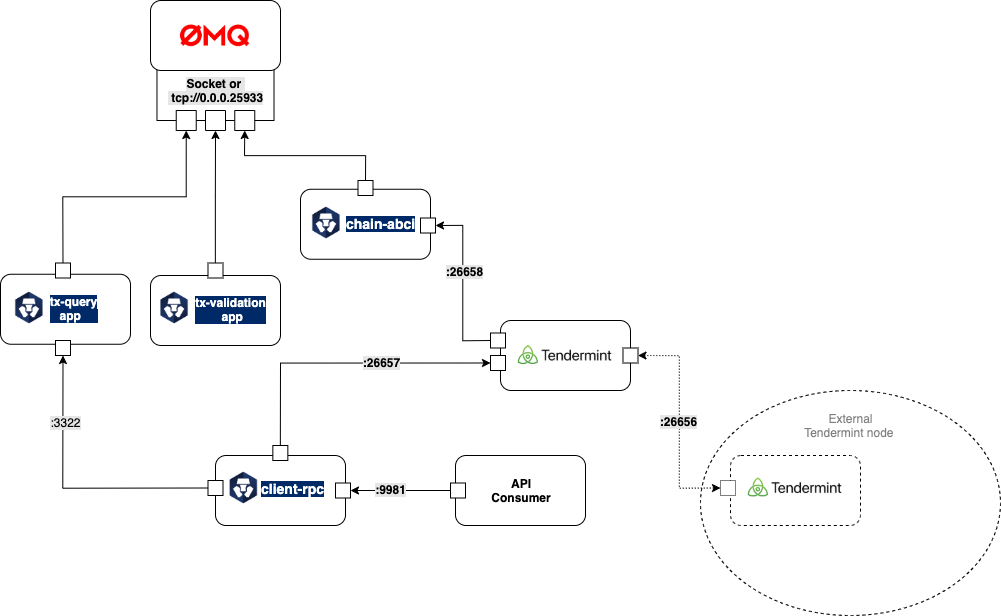 ØMQ
Socket or
tcp://0.0.0.25933
chain-abci
:26658
tx-query
app
tx-validation
app
Tendermint
:26657
:3322
:26656
External
Tendermint node
client-rpc
:9981
API
Consumer
Tendermint